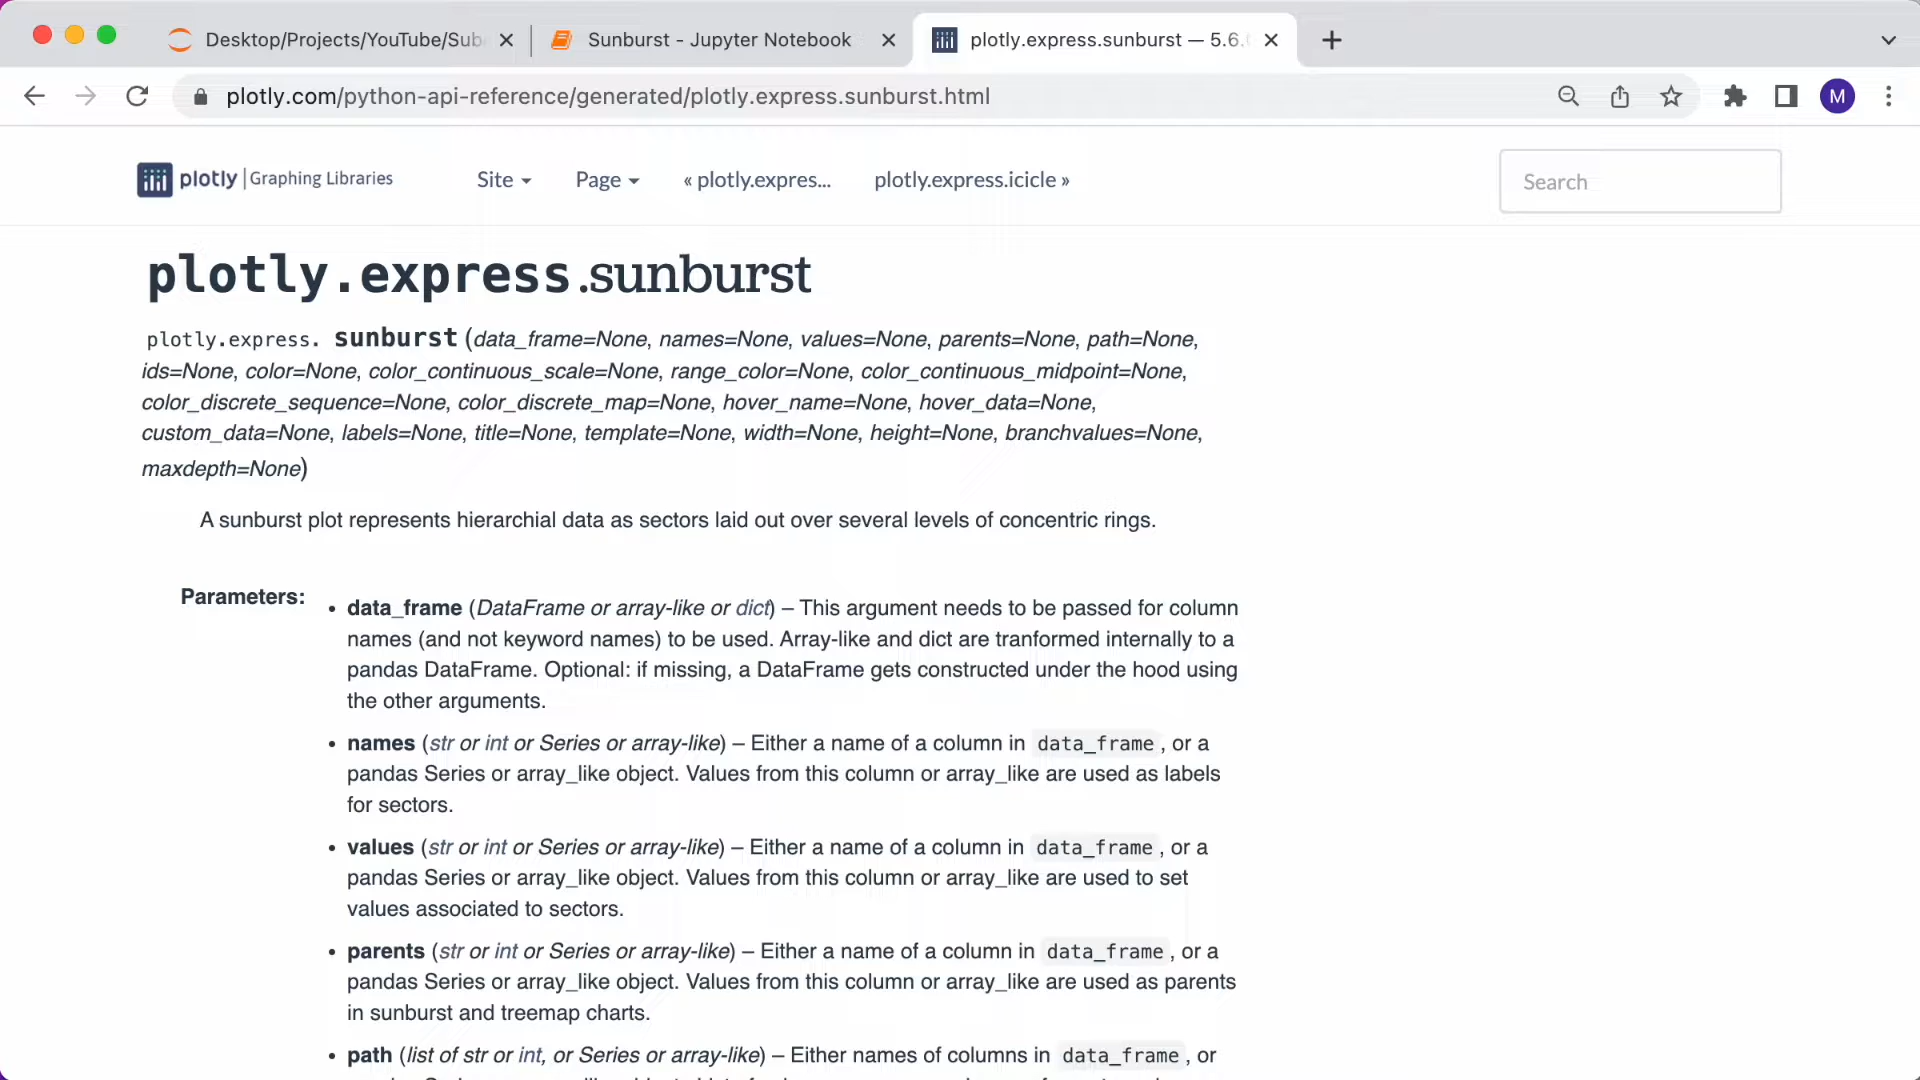 Desktop/Projects/YouTube/Sub
Sunburst - Jupyter Notebook
plotly.express.sunburst — 5.6.
plotly.com/python-api-reference/generated/plotly.express.sunburst.html
M
plotly | Graphing Libraries
Site
Page
« plotly.expres...
plotly.express.icicle »
Search
plotly.express.sunburst
plotly.express. sunburst (data_frame=None, names=None, values=None, parents=None, path=None,
ids=None, color=None, color_continuous_scale=None, range_color=None, color_continuous_midpoint=None,
color_discrete_sequence=None, color_discrete_map=None, hover_name=None, hover_data=None,
custom_data=None, labels=None, title=None, template=None, width=None, height=None, branchvalues=None,
maxdepth=None)
A sunburst plot represents hierarchial data as sectors laid out over several levels of concentric rings.
Parameters:
• data_frame (DataFrame or array-like or dict) – This argument needs to be passed for column
names (and not keyword names) to be used. Array-like and dict are tranformed internally to a
pandas DataFrame. Optional: if missing, a DataFrame gets constructed under the hood using
the other arguments.
• names (str or int or Series or array-like) – Either a name of a column in data_frame, or a
pandas Series or array_like object. Values from this column or array_like are used as labels
for sectors.
• values (str or int or Series or array-like) – Either a name of a column in data_frame, or a
pandas Series or array_like object. Values from this column or array_like are used to set
values associated to sectors.
• parents (str or int or Series or array-like) – Either a name of a column in data_frame, or a
pandas Series or array_like object. Values from this column or array_like are used as parents
in sunburst and treemap charts.
• path (list of str or int, or Series or array-like) – Either names of columns in data_frame, or